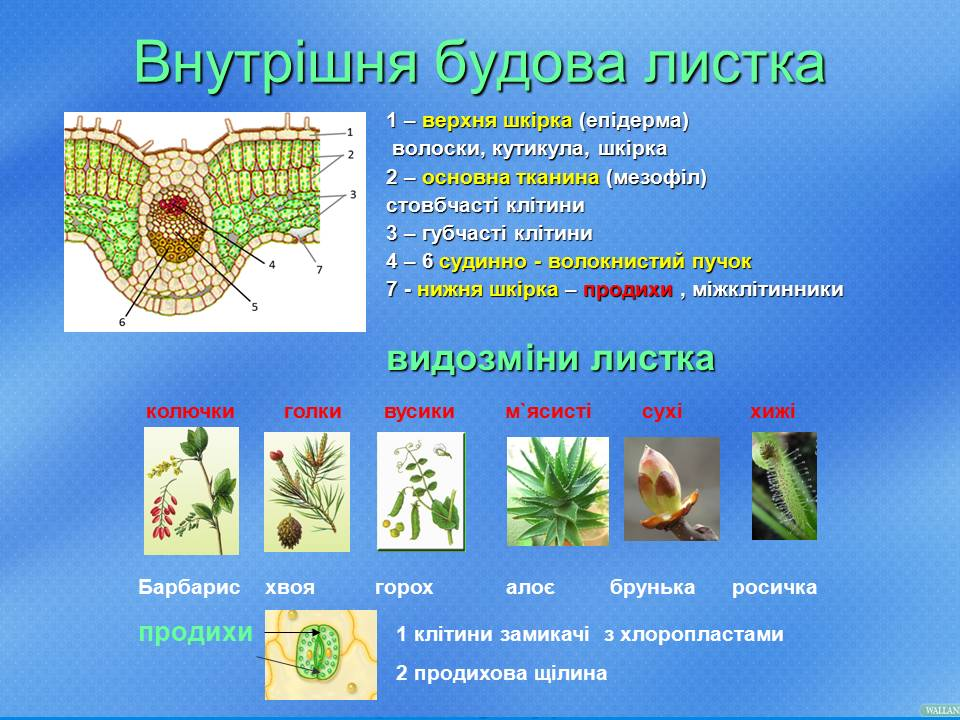 Внутрішня будова листка
1 – верхня шкірка (епідерма)
волоски, кутикула, шкірка
2 – основна тканина (мезофіл)
стовбчасті клітини
3 – губчасті клітини
4 – 6 судинно - волокнистий пучок
7 - нижня шкірка – продихи , міжклітинники
1
2
3
4
7
5
6
видозміни листка
колючки голки вусики м`ясисті сухі хижі
Барбарис хвоя горох алоє брунька росичка
продихи
1 клітини замикачі з хлоропластами
2 продихова щілина